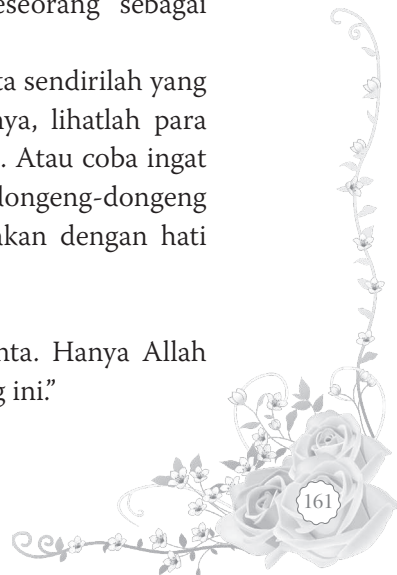 eseorang sebagai
ta sendirilah yang
nya, lihatlah para
. Atau coba ingat
dongeng-dongeng
akan dengan hati
nta. Hanya Allah
g ini.”
161